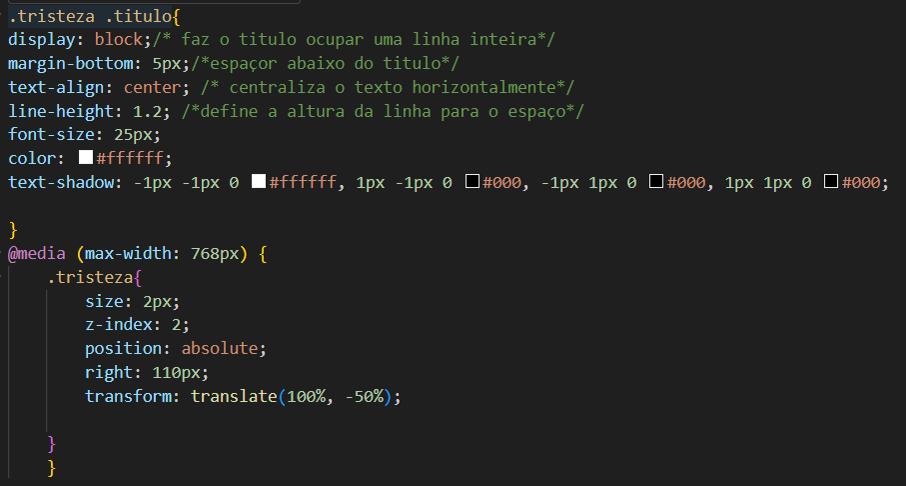 .tristeza .titulo{
display: block;/* faz o titulo ocupar uma linha inteira*/
margin-bottom: 5px;/*espaçor abaixo do titulo*/
text-align: center; /* centraliza o texto horizontalmente*/
line-height: 1.2; /*define a altura da linha para o espaço*/
font-size: 25px;
color: #ffffff;
text-shadow: -1px -1px 0 #ffffff, 1px -1px 0 #000, -1px 1px 0 #000, 1px 1px 0 #000;
}
@media (max-width: 768px) {
.tristeza{
size: 2px;
z-index: 2;
position: absolute;
right: 110px;
transform: translate(100%, -50%);
}
}